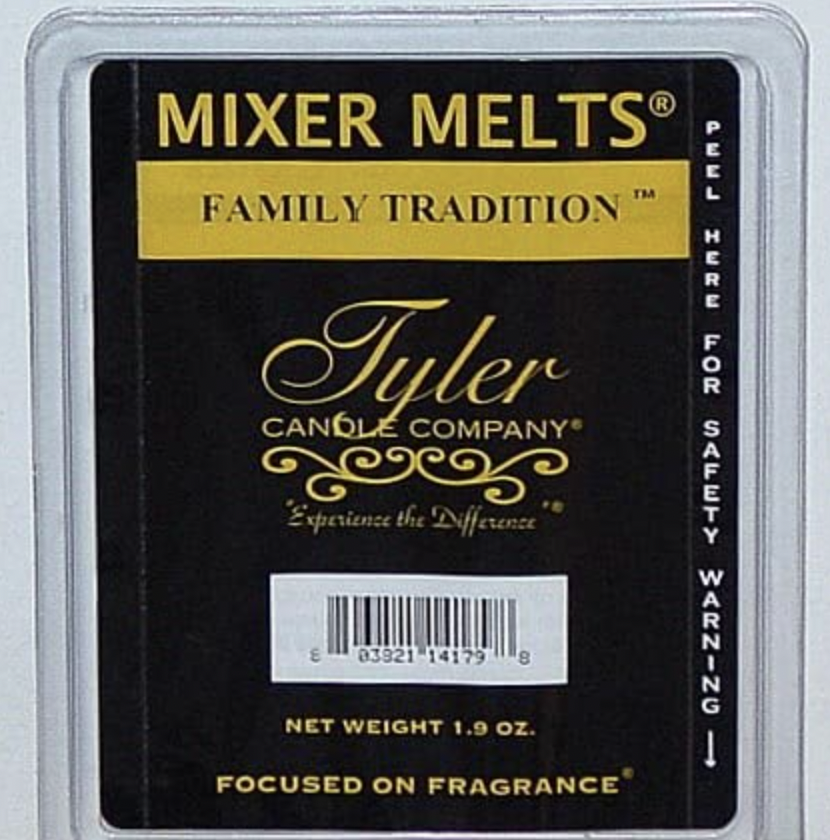 MIXER MELTS®
FAMILY TRADITION™
Tyler
CANDLE COMPANY®
"Experience the Difference"®
8 03821 14179 8
NET WEIGHT 1.9 OZ.
FOCUSED ON FRAGRANCE®
PEEL HERE FOR SAFETY WARNING →